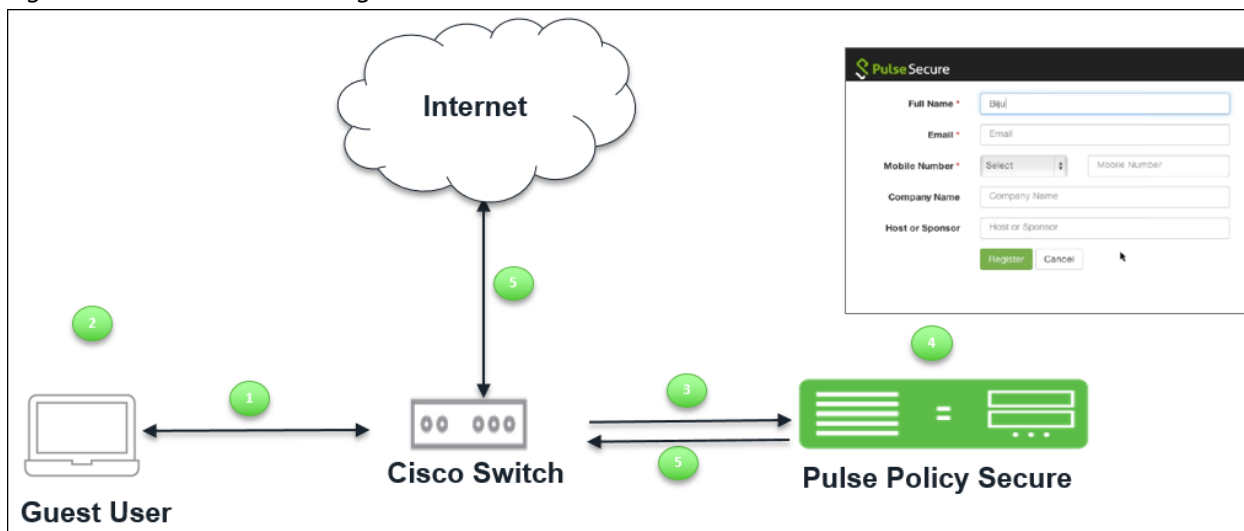 Internet
Pulse Secure
Full Name *
Biju
Email *
Email
Mobile Number *
Select
Mobile Number
Company Name
Company Name
Host or Sponsor
Host or Sponsor
Register
Cancel
5
2
4
1
3
5
Cisco Switch
Pulse Policy Secure
Guest User